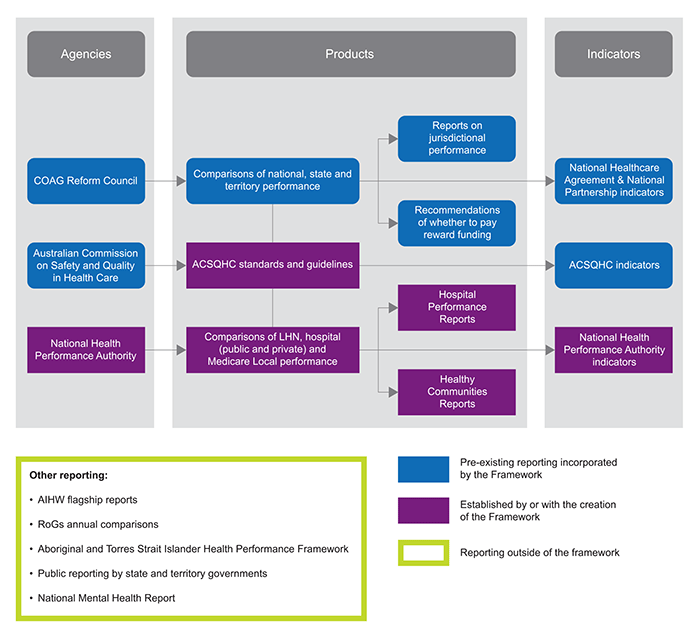 Agencies
Products
Indicators
COAG Reform Council
Comparisons of national, state and
territory performance
Reports on
jurisdictional
performance
Recommendations
of whether to pay
reward funding
National Healthcare
Agreement & National
Partnership indicators
Australian Commission
on Safety and Quality
in Health Care
ACSQHC standards and guidelines
ACSQHC indicators
National Health
Performance Authority
Comparisons of LHN, hospital
(public and private) and
Medicare Local performance
Hospital
Performance
Reports
Healthy
Communities
Reports
National Health
Performance Authority
indicators
Other reporting:
• AIHW flagship reports
• RoGs annual comparisons
• Aboriginal and Torres Strait Islander Health Performance Framework
• Public reporting by state and territory governments
• National Mental Health Report
Pre-existing reporting incorporated
by the Framework
Established by or with the creation
of the Framework
Reporting outside of the framework